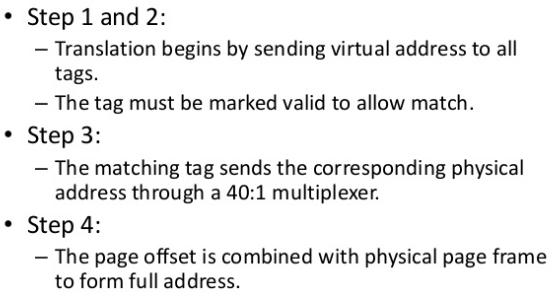 • Step 1 and 2:
– Translation begins by sending virtual address to all
tags.
– The tag must be marked valid to allow match.
• Step 3:
– The matching tag sends the corresponding physical
address through a 40:1 multiplexer.
• Step 4:
– The page offset is combined with physical page frame
to form full address.